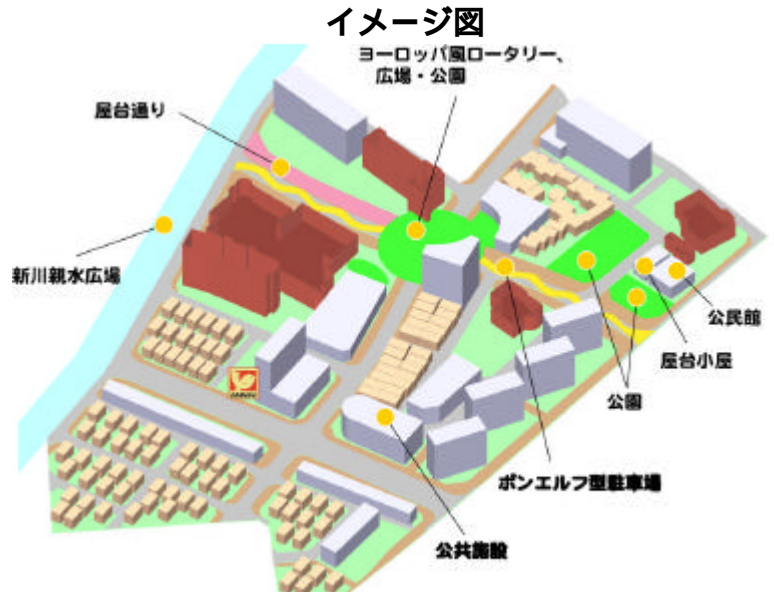 イメージ図
ヨーロッパ風ロータリー、
広場・公園
屋台通り
新川親水広場
公民館
屋台小屋
公園
ボンエルフ型駐車場
公共施設